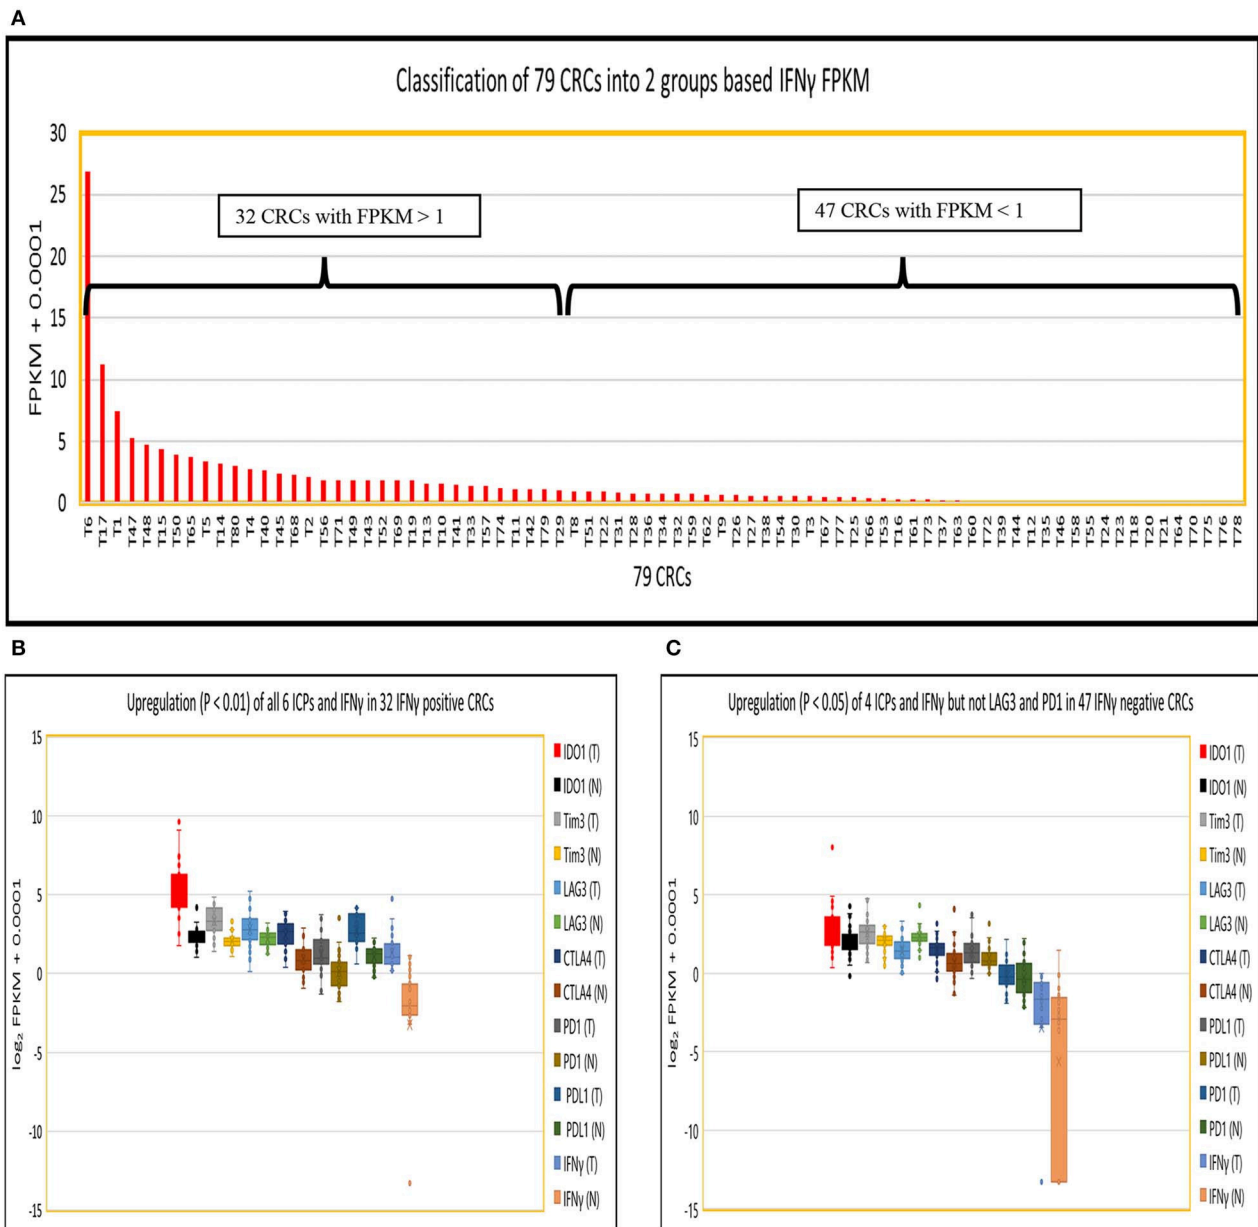 A
Classification of 79 CRCs into 2 groups based IFNγ FPKM
FPKM + 0.0001
30
25
20
15
10
5
0
32 CRCs with FPKM > 1
47 CRCs with FPKM < 1
T6 T17 T1 T47 T48 T15 T50 T65 T5 T14 T80 T4 T40 T45 T68 T2 T56 T71 T49 T43 T52 T69 T19 T13 T10 T41 T33 T57 T74 T11 T42 T79 T29 T8 T51 T22 T31 T28 T36 T34 T32 T59 T62 T9 T26 T27 T38 T54 T30 T3 T67 T77 T25 T66 T53 T16 T61 T73 T37 T63 T60 T72 T39 T44 T12 T35 T46 T58 T55 T24 T23 T18 T20 T21 T64 T70 T75 T76 T78
79 CRCs
B
Upregulation (P < 0.01) of all 6 ICPs and IFNγ in 32 IFNγ positive CRCs
log₂ FPKM + 0.0001
15
10
5
0
-5
-10
-15
IDO1 (T)
IDO1 (N)
Tim3 (T)
Tim3 (N)
LAG3 (T)
LAG3 (N)
CTLA4 (T)
CTLA4 (N)
PD1 (T)
PD1 (N)
PDL1 (T)
PDL1 (N)
IFNγ (T)
IFNγ (N)
C
Upregulation (P < 0.05) of 4 ICPs and IFNγ but not LAG3 and PD1 in 47 IFNγ negative CRCs
log₂ FPKM + 0.0001
15
10
5
0
-5
-10
-15
IDO1 (T)
IDO1 (N)
Tim3 (T)
Tim3 (N)
LAG3 (T)
LAG3 (N)
CTLA4 (T)
CTLA4 (N)
PDL1 (T)
PDL1 (N)
PD1 (T)
PD1 (N)
IFNγ (T)
IFNγ (N)